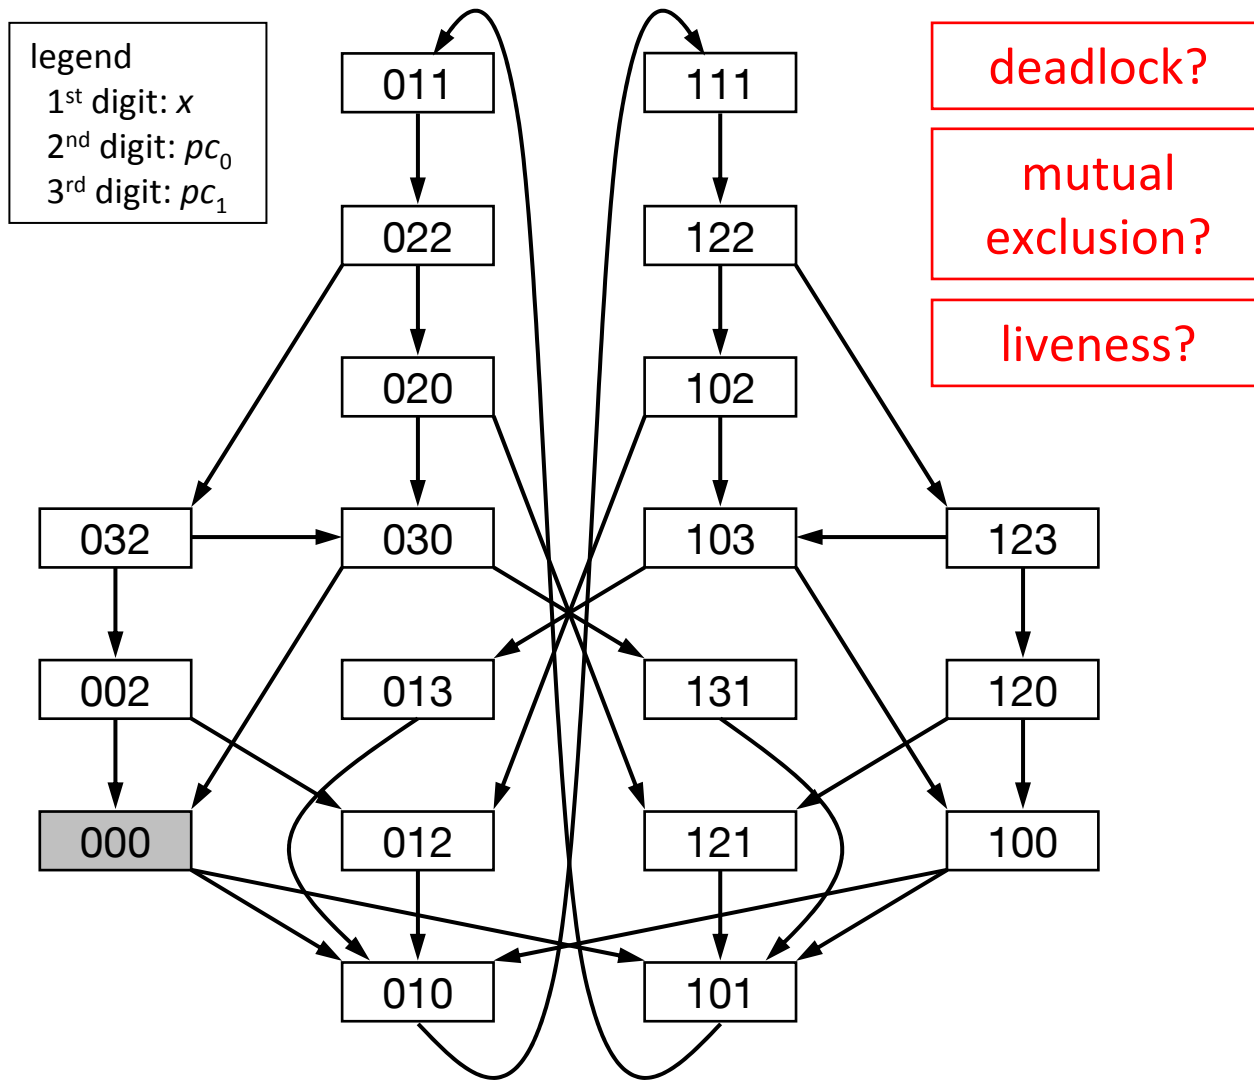 legend
1st digit: x
2nd digit: pc0
3rd digit: pc1
011
111
deadlock?
mutual
exclusion?
022
122
liveness?
020
102
032
030
103
123
002
013
131
120
000
012
121
100
010
101